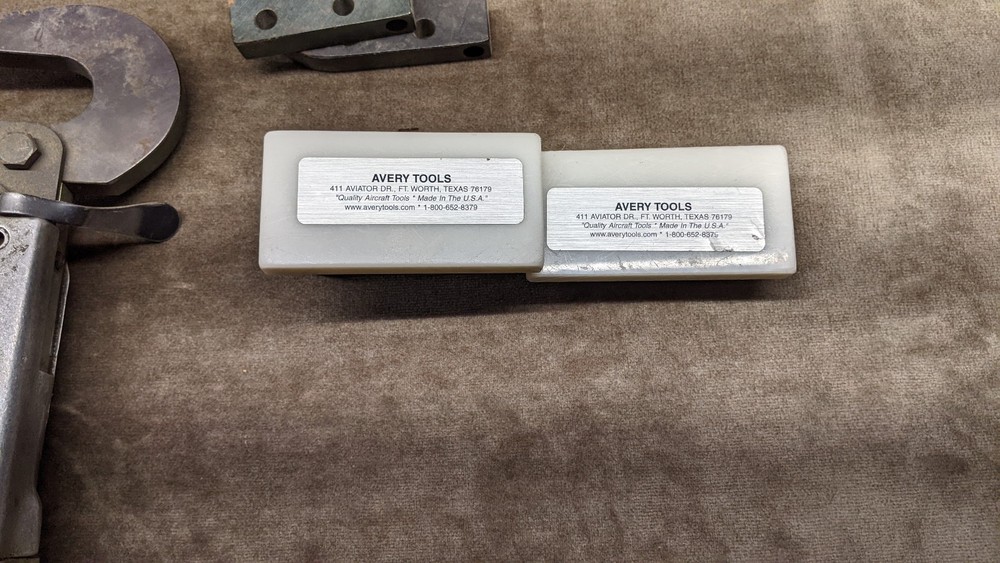 AVERY TOOLS
411 AVIATOR DR., FT. WORTH, TEXAS 76179
"Quality Aircraft Tools * Made In The U.S.A."
www.averytools.com * 1-800-652-8379
AVERY TOOLS
411 AVIATOR DR., FT. WORTH, TEXAS 76179
"Quality Aircraft Tools * Made In The U.S.A."
www.averytools.com * 1-800-652-8379